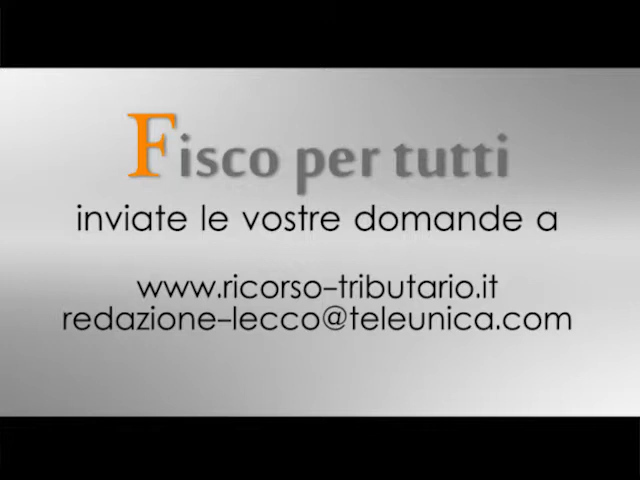 Fisco per tutti
inviate le vostre domande a
www.ricorso-tributario.it
redazione-lecco@teleunica.com